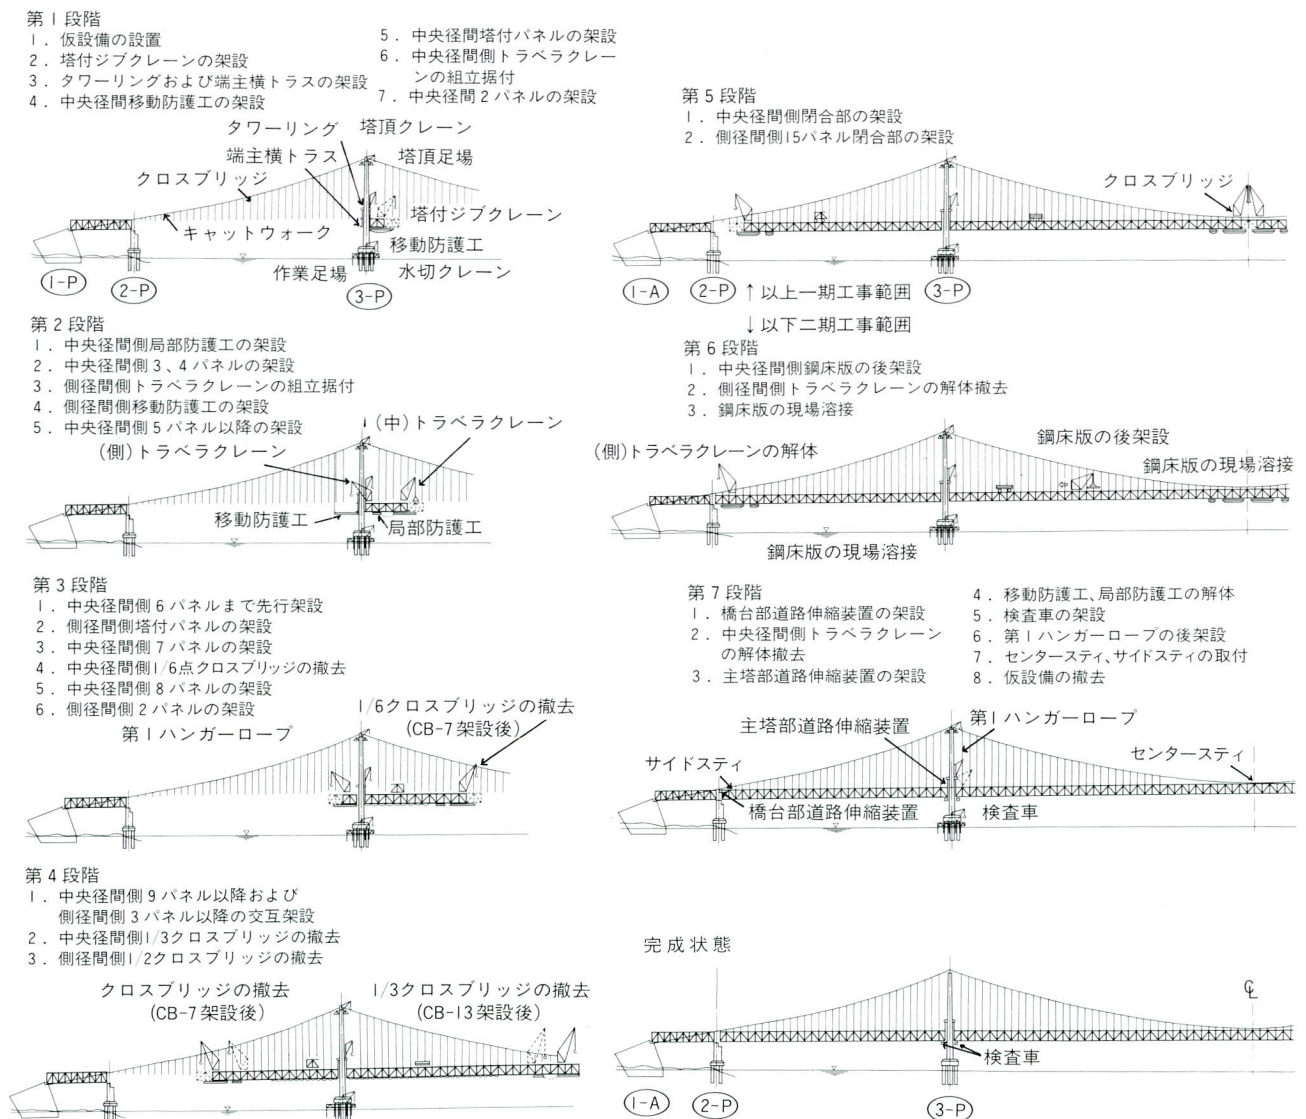 第1段階
1. 仮設備の設置
2. 塔付ジブクレーンの架設
3. タワーリングおよび端主横トラスの架設
4. 中央径間移動防護工の架設
5. 中央径間塔付パネルの架設
6. 中央径間側トラベラクレー
ンの組立据付
7. 中央径間2パネルの架設
タワーリング
塔頂クレーン
端主横トラス
塔頂足場
クロスブリッジ
塔付ジブクレーン
キャットウォーク
移動防護工
作業足場
水切クレーン
1-P
2-P
3-P
第2段階
1. 中央径間側局部防護工の架設
2. 中央径間側3、4パネルの架設
3. 側径間側トラベラクレーンの組立据付
4. 側径間側移動防護工の架設
5. 中央径間側5パネル以降の架設
(中)トラベラクレーン
(側)トラベラクレーン
移動防護工
局部防護工
第3段階
1. 中央径間側6パネルまで先行架設
2. 側径間側塔付パネルの架設
3. 中央径間側7パネルの架設
4. 中央径間側1/6点クロスブリッジの撤去
5. 中央径間側8パネルの架設
6. 側径間側2パネルの架設
1/6クロスブリッジの撤去
(CB-7架設後)
第1ハンガーロープ
第4段階
1. 中央径間側9パネル以降および
側径間側3パネル以降の交互架設
2. 中央径間側1/3クロスブリッジの撤去
3. 側径間側1/2クロスブリッジの撤去
クロスブリッジの撤去
(CB-7架設後)
1/3クロスブリッジの撤去
(CB-13架設後)
第5段階
1. 中央径間側閉合部の架設
2. 側径間側15パネル閉合部の架設
クロスブリッジ
1-A
2-P
↑以上一期工事範囲
3-P
↓以下二期工事範囲
第6段階
1. 中央径間側鋼床版の後架設
2. 側径間側トラベラクレーンの解体撤去
3. 鋼床版の現場溶接
(側)トラベラクレーンの解体
鋼床版の後架設
鋼床版の現場溶接
鋼床版の現場溶接
第7段階
1. 橋台部道路伸縮装置の架設
2. 中央径間側トラベラクレーン
の解体撤去
3. 主塔部道路伸縮装置の架設
4. 移動防護工、局部防護工の解体
5. 検査車の架設
6. 第1ハンガーロープの後架設
7. センタースティ、サイドスティの取付
8. 仮設備の撤去
主塔部道路伸縮装置
第1ハンガーロープ
サイドスティ
センタースティ
橋台部道路伸縮装置
検査車
完成状態
℄
検査車
1-A
2-P
3-P